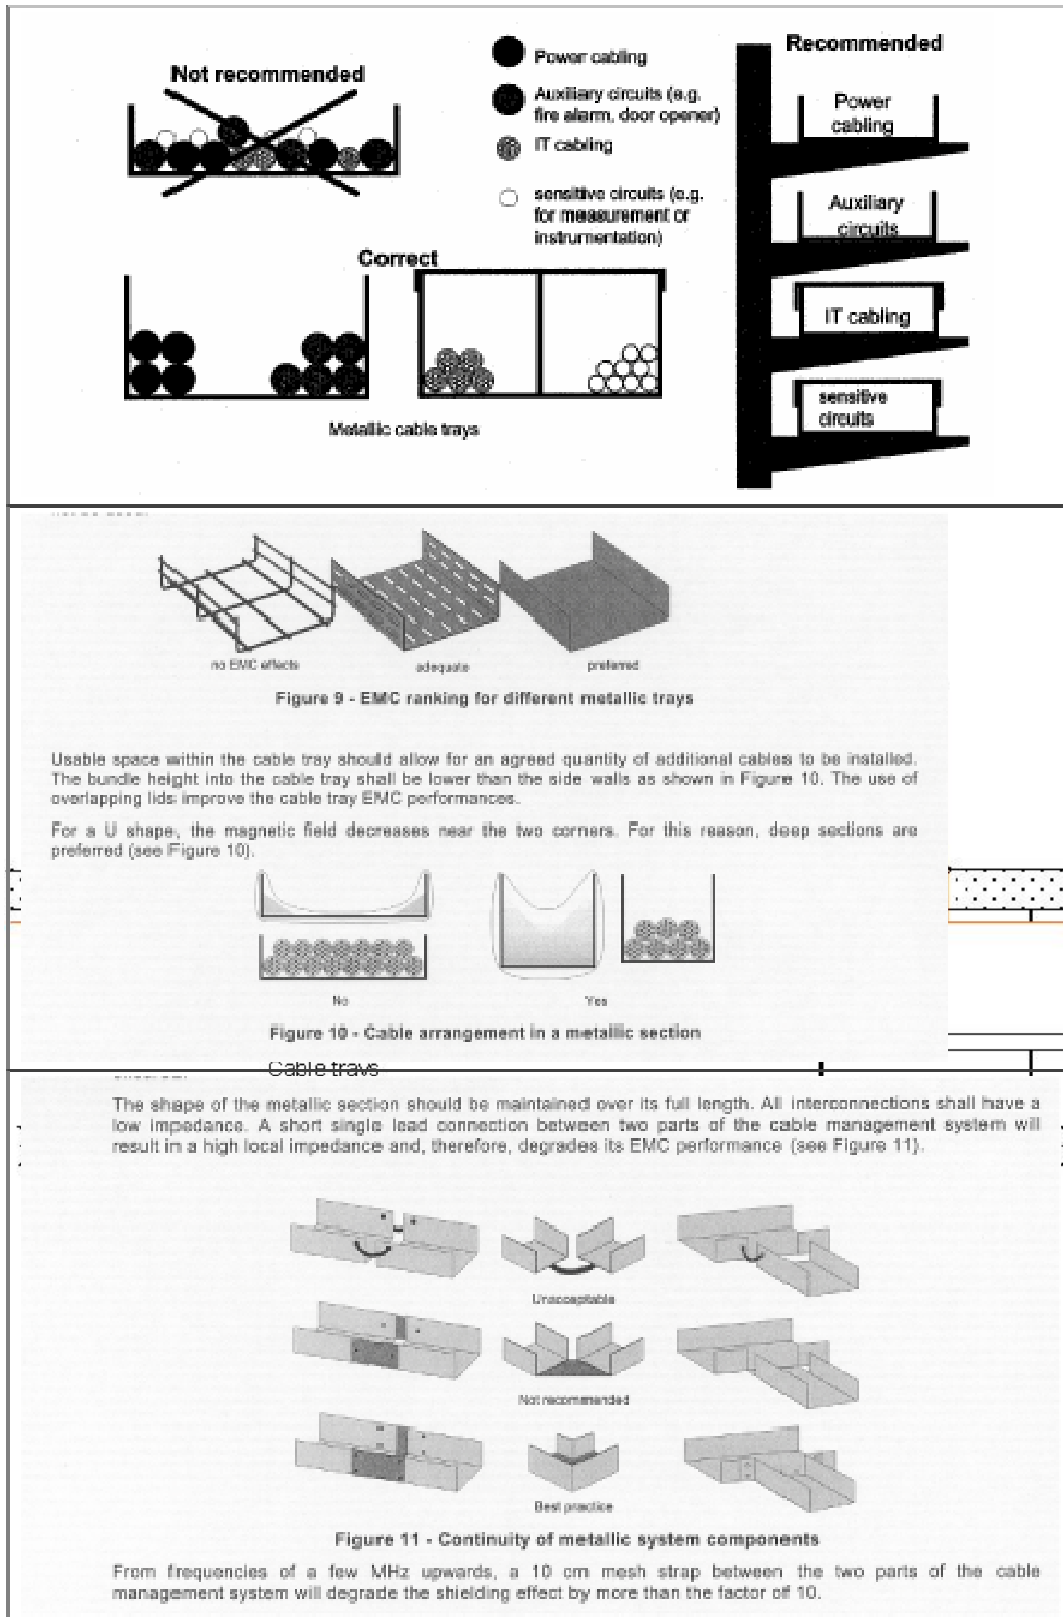 Not recommended
Power cabling
Auxiliary circuits (e.g.
fire alarm, door opener)
IT cabling
sensitive circuits (e.g.
for measurement or
instrumentation)
Correct
Metallic cable trays
Recommended
Power
cabling
Auxiliary
circuits
IT cabling
sensitive
circuits
no EMC effects
adequate
preferred
Figure 9 - EMC ranking for different metallic trays
Usable space within the cable tray should allow for an agreed quantity of additional cables to be installed.
The bundle height into the cable tray shall be lower than the side walls as shown in Figure 10. The use of
overlapping lids improve the cable tray EMC performances.
For a U shape, the magnetic field decreases near the two corners. For this reason, deep sections are
preferred (see Figure 10).
No
Yes
Figure 10 - Cable arrangement in a metallic section
Cable trays
The shape of the metallic section should be maintained over its full length. All interconnections shall have a
low impedance. A short single lead connection between two parts of the cable management system will
result in a high local impedance and, therefore, degrades its EMC performance (see Figure 11).
Unacceptable
Not recommended
Best practice
Figure 11 - Continuity of metallic system components
From frequencies of a few MHz upwards, a 10 cm mesh strap between the two parts of the cable
management system will degrade the shielding effect by more than the factor of 10.